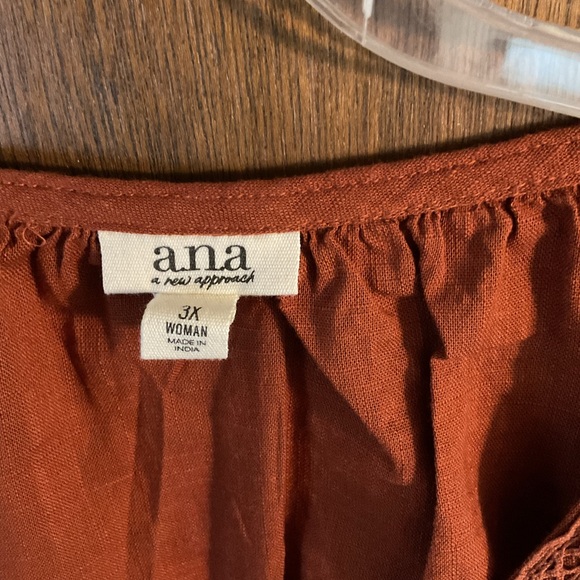 a.n.a
a new approach
3X
WOMAN
MADE IN
INDIA